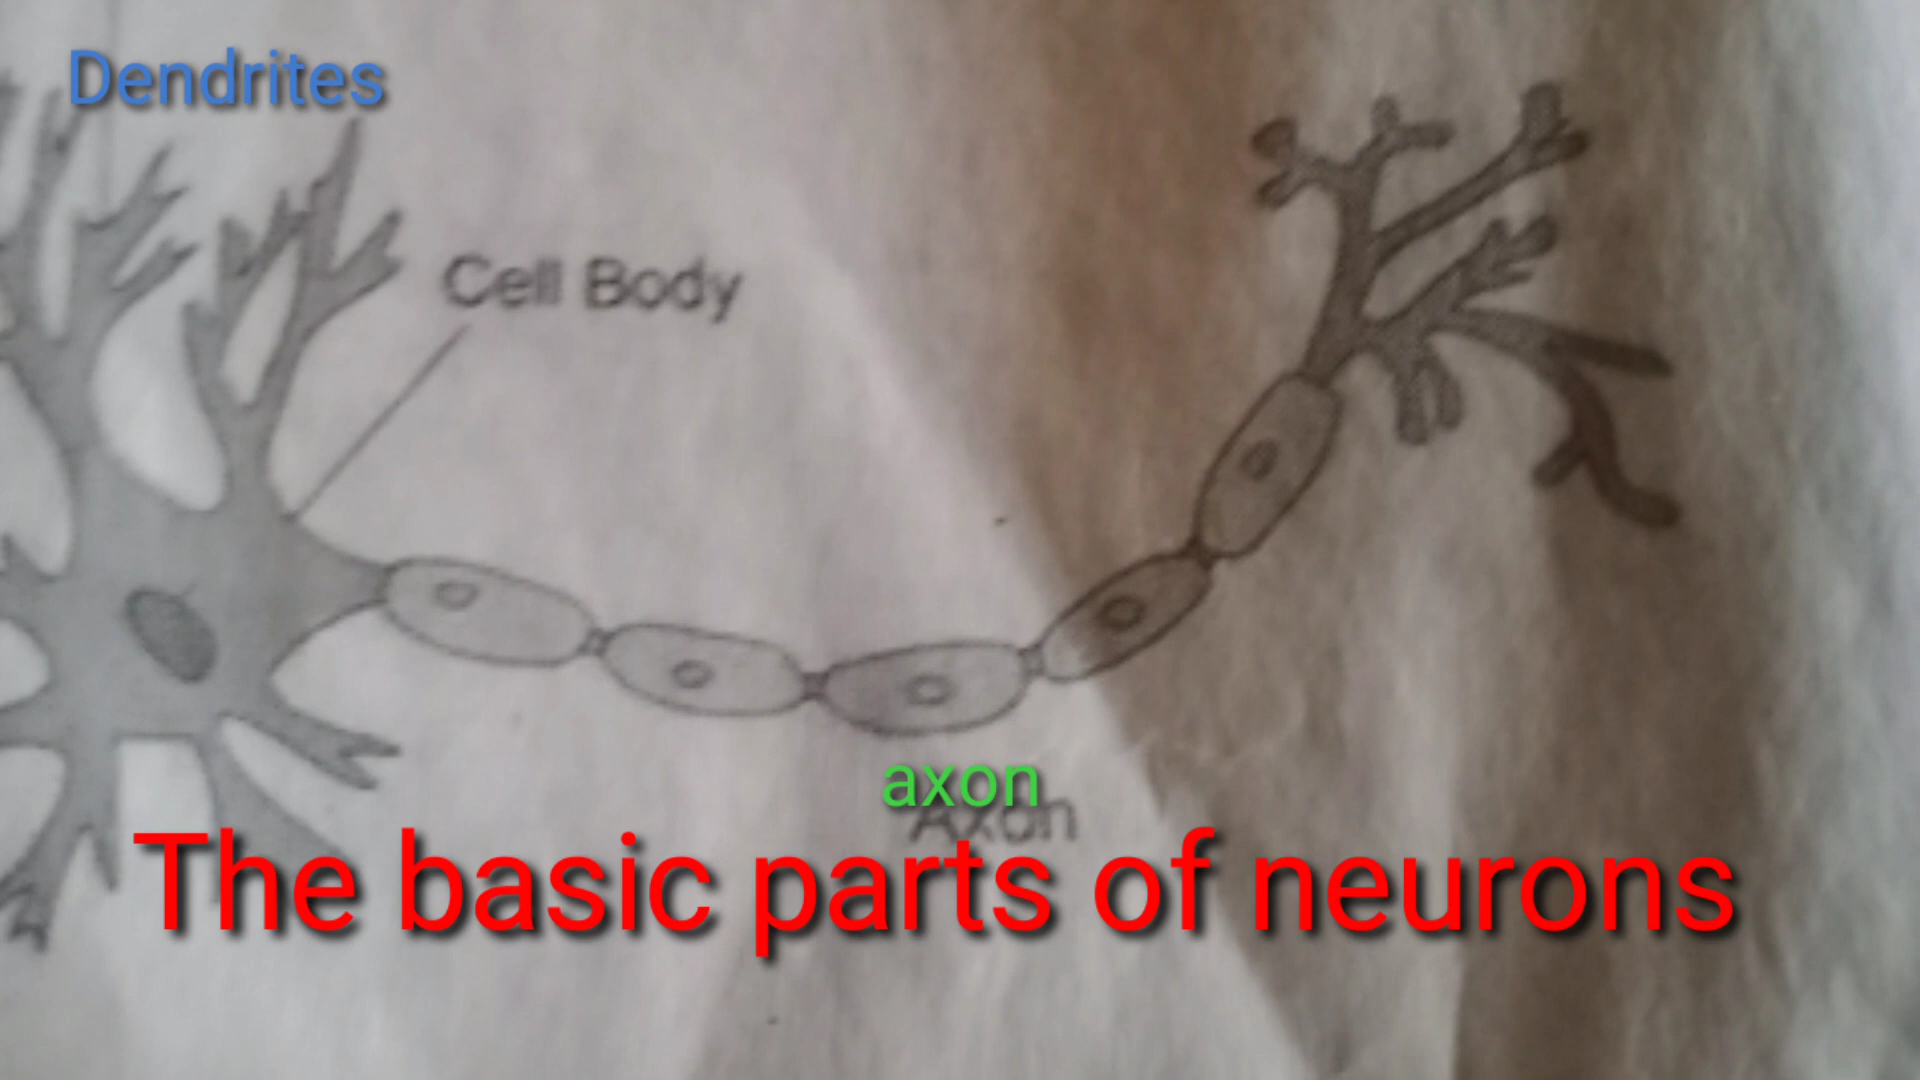 Dendrites
Cell Body
axon
Axon
The basic parts of neurons